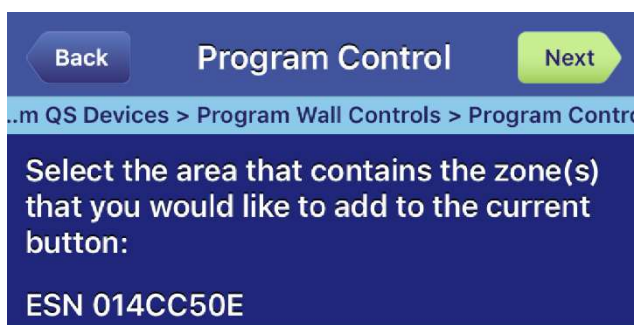 Back
Program Control
Next
..m QS Devices > Program Wall Controls > Program Contr
Select the area that contains the zone(s)
that you would like to add to the current
button:
ESN 014CC50E